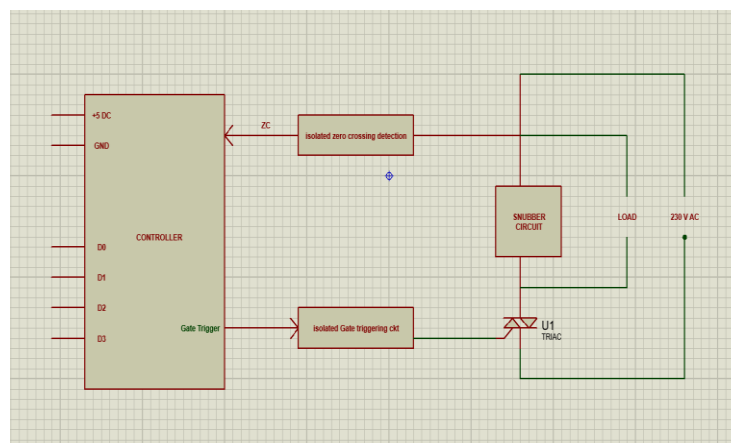 +5 DC
ZC
isolated zero crossing detection
GND
SNUBBER
CIRCUIT
LOAD
230 V AC
CONTROLLER
D0
D1
D2
D3
Gate Trigger
isolated Gate triggering ckt
U1
TRIAC